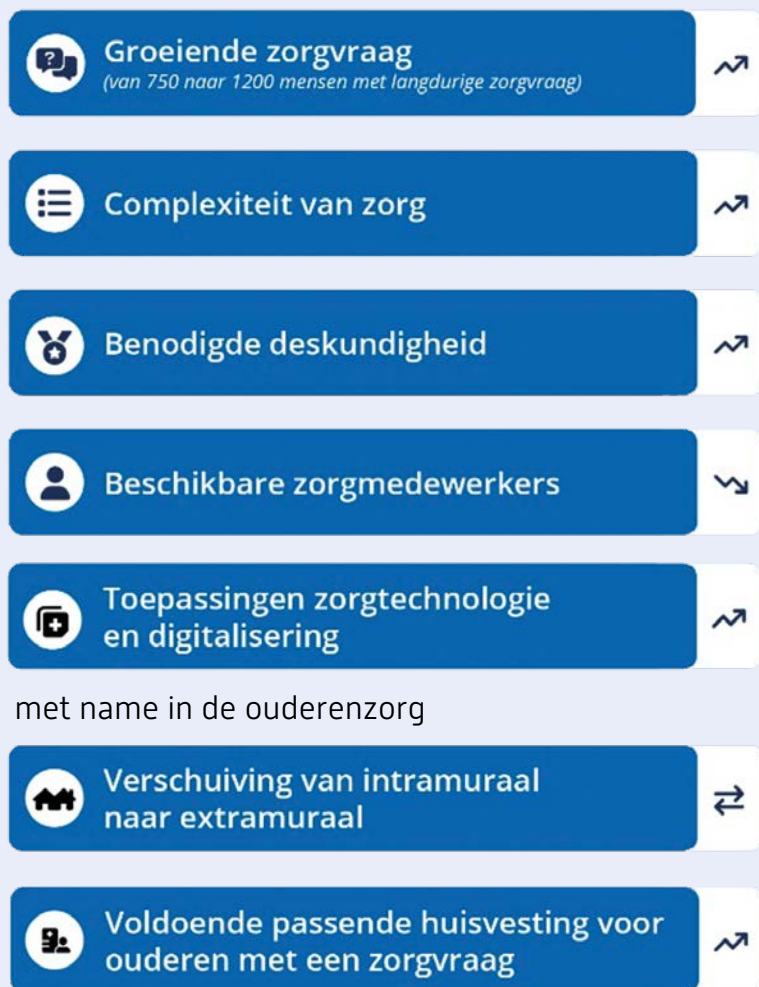 Groeiende zorgvraag
(van 750 naar 1200 mensen met langdurige zorgvraag)
Complexiteit van zorg
Benodigde deskundigheid
Beschikbare zorgmedewerkers
Toepassingen zorgtechnologie
en digitalisering
met name in de ouderenzorg
Verschuiving van intramuraal
naar extramuraal
Voldoende passende huisvesting voor
ouderen met een zorgvraag